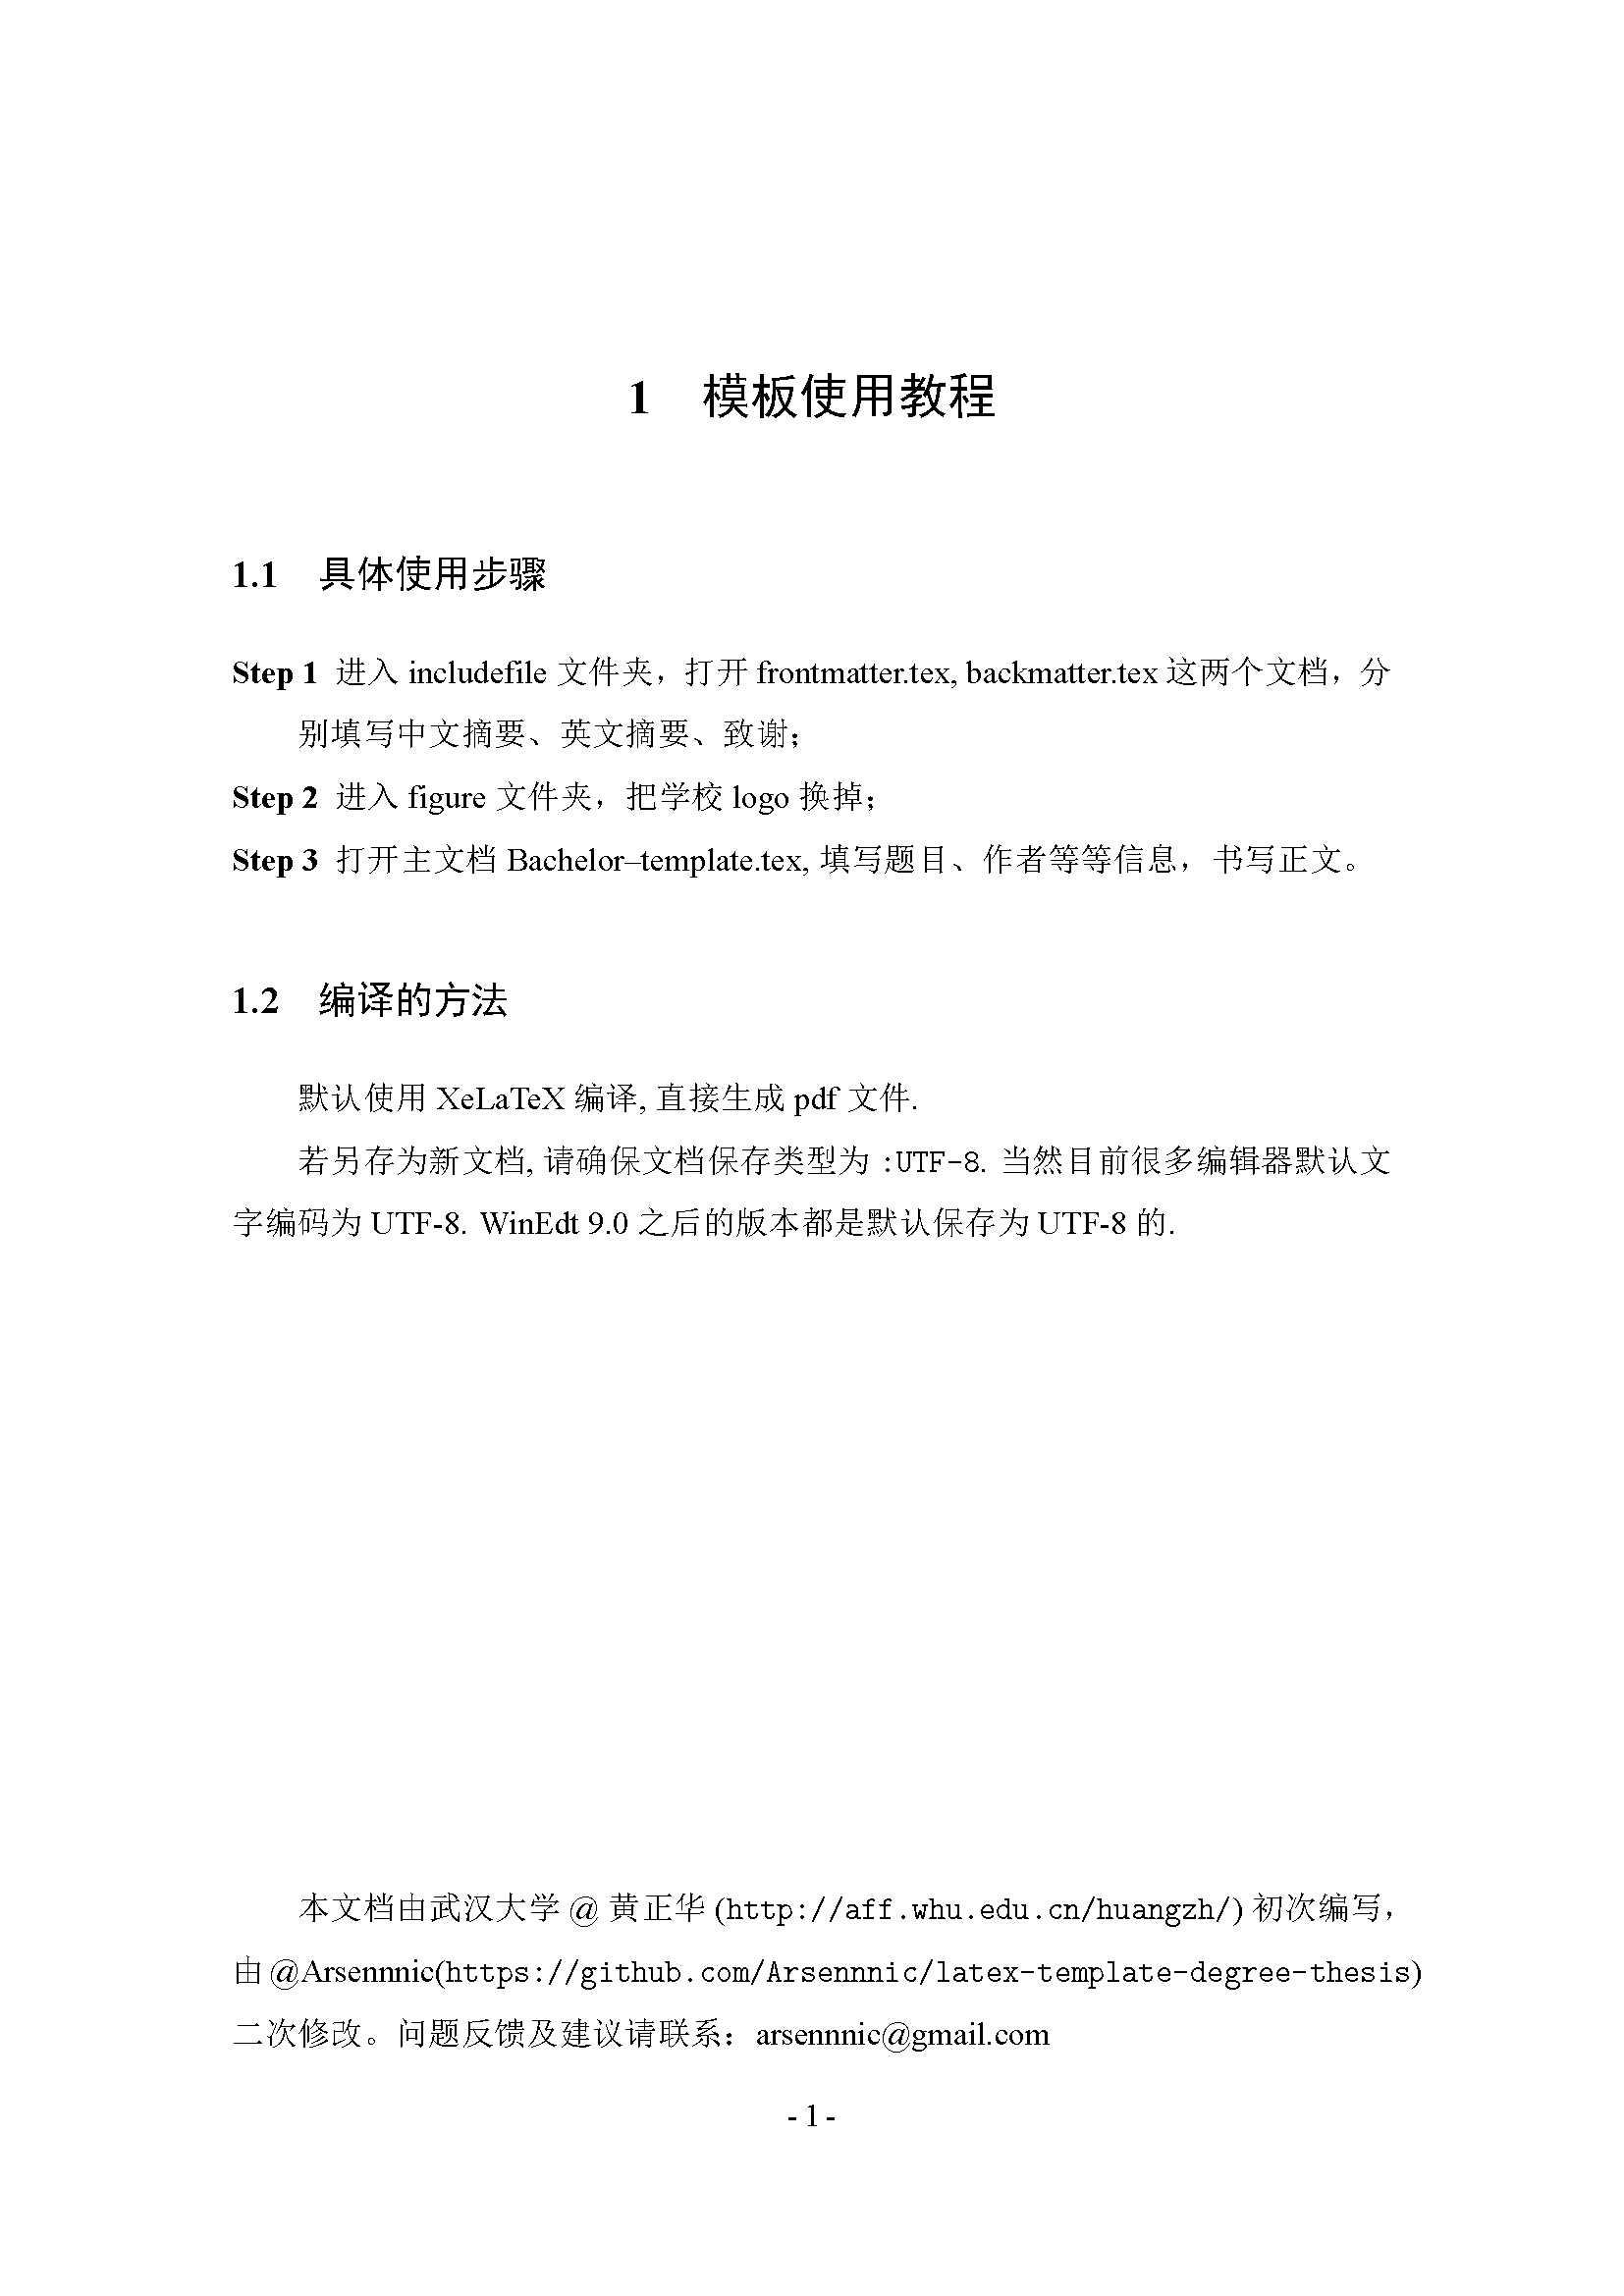 1 模板使用教程
1.1 具体使用步骤
Step 1 进入 includefile 文件夹，打开 frontmatter.tex, backmatter.tex 这两个文档，分
别填写中文摘要、英文摘要、致谢；
Step 2 进入 figure 文件夹，把学校 logo 换掉；
Step 3 打开主文档 Bachelor–template.tex, 填写题目、作者等等信息，书写正文。
1.2 编译的方法
默认使用 XeLaTeX 编译, 直接生成 pdf 文件.
若另存为新文档, 请确保文档保存类型为 :UTF-8. 当然目前很多编辑器默认文
字编码为 UTF-8. WinEdt 9.0 之后的版本都是默认保存为 UTF-8 的.
本文档由武汉大学 @ 黄正华 (http://aff.whu.edu.cn/huangzh/) 初次编写，
由 @Arsennnic(https://github.com/Arsennnic/latex-template-degree-thesis)
二次修改。问题反馈及建议请联系：arsennnic@gmail.com
- 1 -